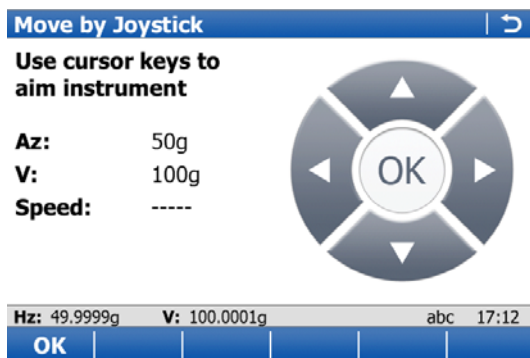 Move by Joystick
Use cursor keys to
aim instrument
Az: 50g
V: 100g
Speed: -----
OK
Hz: 49.9999g V: 100.0001g abc 17:12
OK